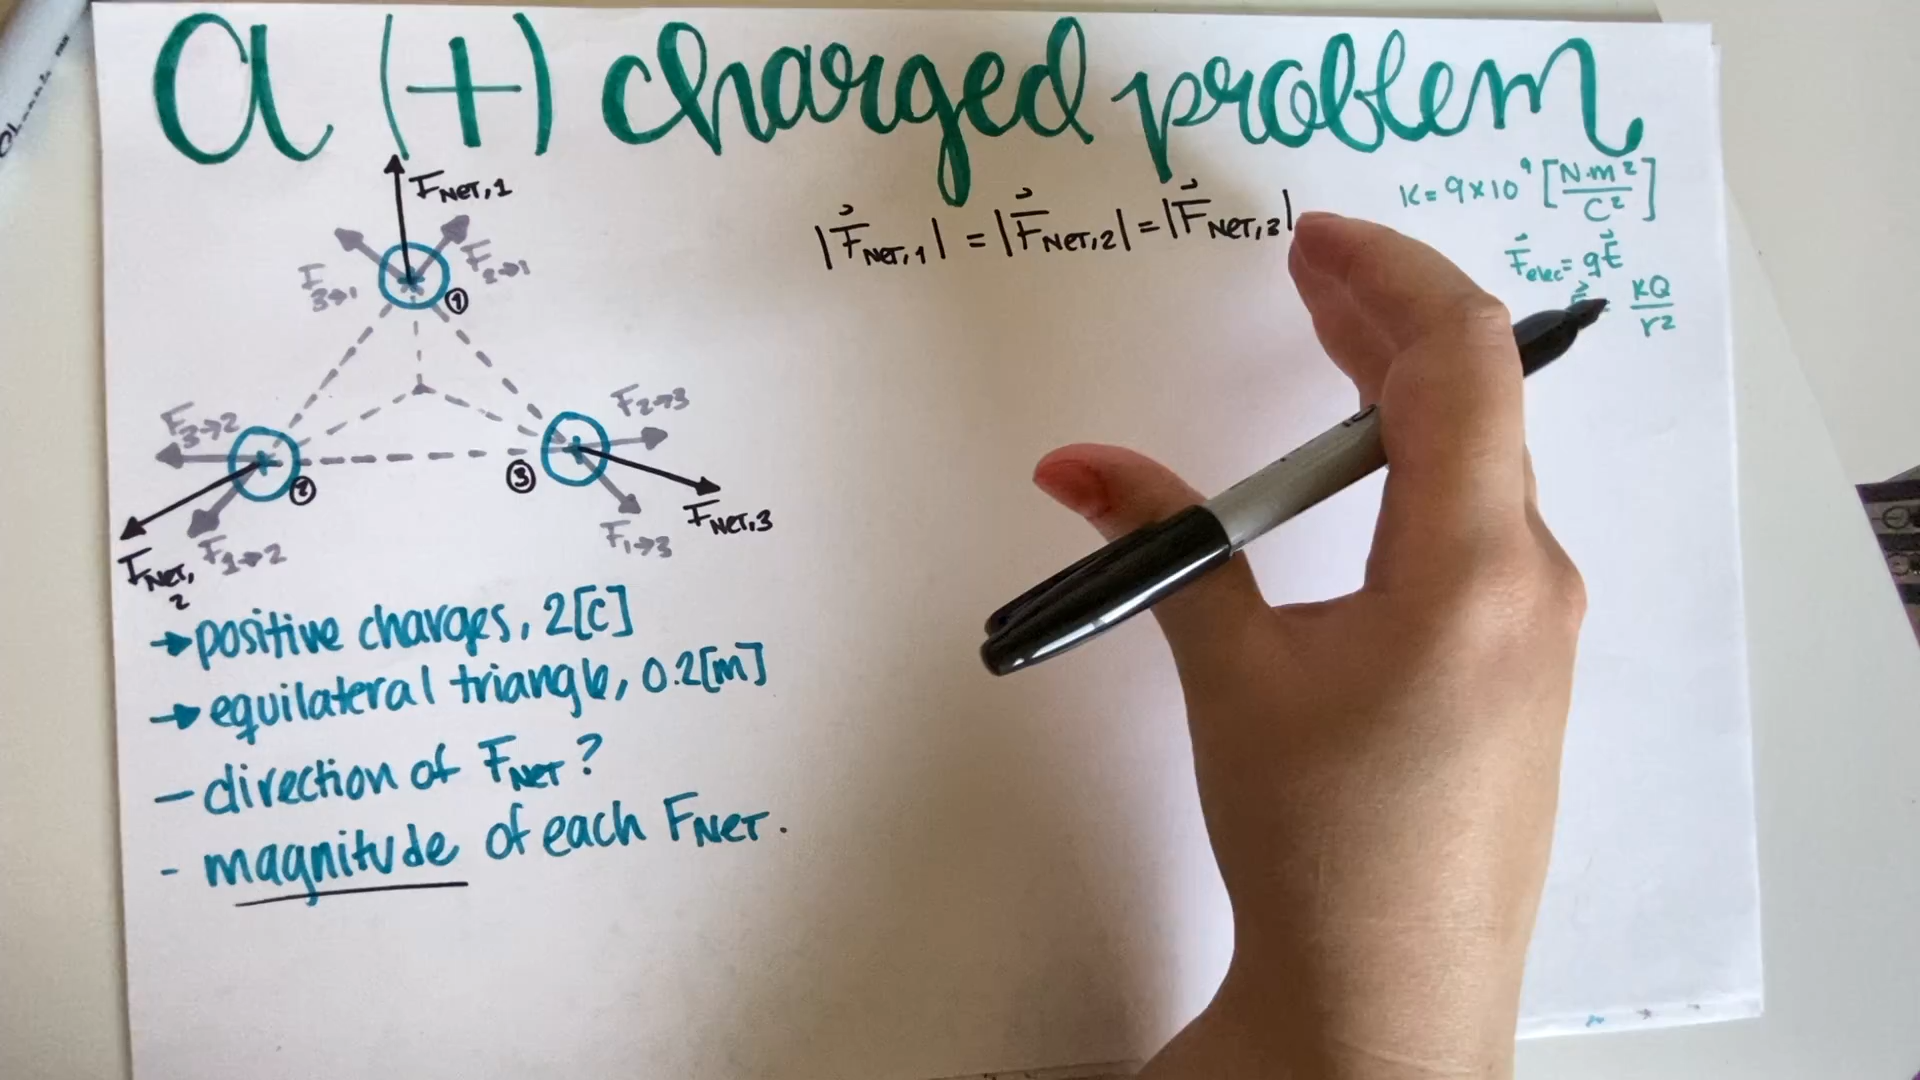 a (+) charged problem
F NET,1
F 3→1
F 2→1
①
|F⃗ NET,1| = |F⃗ NET,2| = |F⃗ NET,3|
K = 9×10⁹ [N·m²/C²]
F⃗ elec = qE⃗
= KQ/r²
F 3→2
②
F NET,2
F 1→2
③
F 2→3
F 1→3
F NET,3
→ positive charges, 2[C]
→ equilateral triangle, 0.2[m]
- direction of F NET?
- magnitude of each F NET.